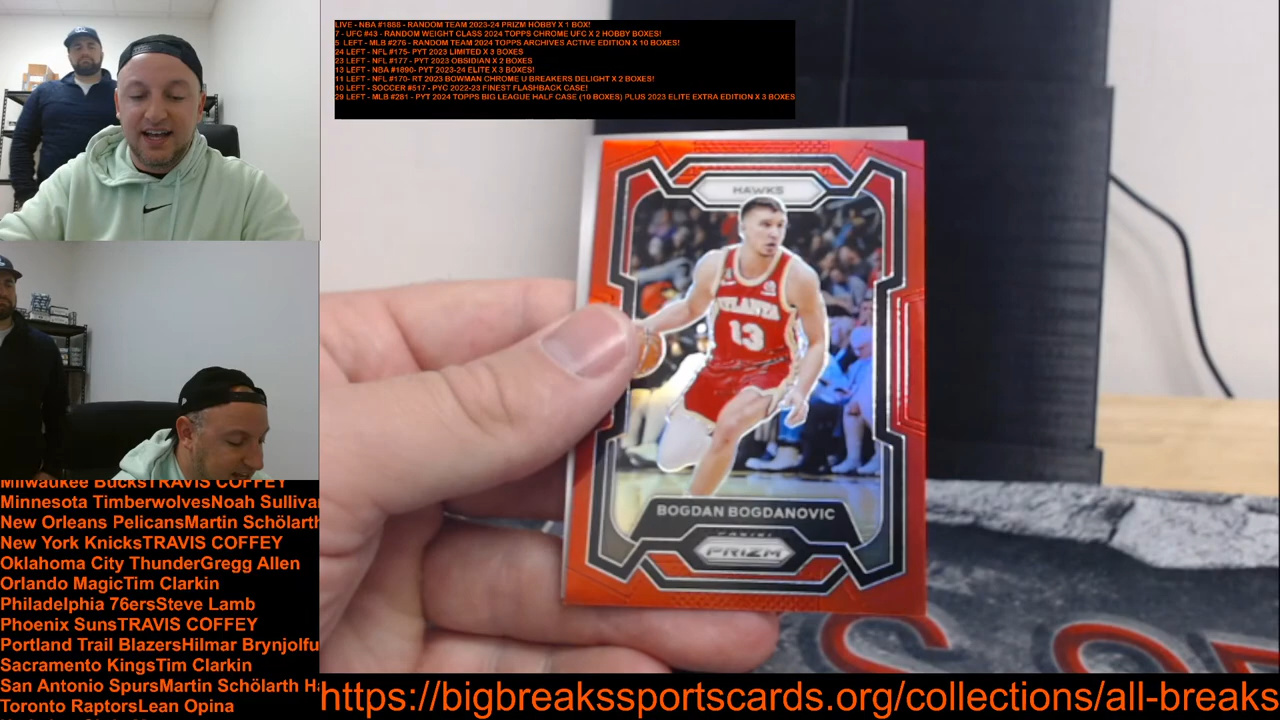 LIVE - NBA #1888 - RANDOM TEAM 2023-24 PRIZM HOBBY X 1 BOX!
7 - UFC #43 - RANDOM WEIGHT CLASS 2024 TOPPS CHROME UFC X 2 HOBBY BOXES!
5 LEFT - MLB #276 - RANDOM TEAM 2024 TOPPS ARCHIVES ACTIVE EDITION X 10 BOXES!
24 LEFT - NFL #175- PYT 2023 LIMITED X 3 BOXES
23 LEFT - NFL #177 - PYT 2023 OBSIDIAN X 2 BOXES
13 LEFT - NBA #1890- PYT 2023-24 ELITE X 3 BOXES!
11 LEFT - NFL #170- RT 2023 BOWMAN CHROME U BREAKERS DELIGHT X 2 BOXES!
10 LEFT - SOCCER #517 - PYC 2022-23 FINEST FLASHBACK CASE!
29 LEFT - MLB #281 - PYT 2024 TOPPS BIG LEAGUE HALF CASE (10 BOXES) PLUS 2023 ELITE EXTRA EDITION X 3 BOXES
HAWKS
ATLANTA
13
BOGDAN BOGDANOVIC
PANINI
PRIZM
Milwaukee BucksTRAVIS COFFEY
Minnesota TimberwolvesNoah Sullivan
New Orleans PelicansMartin Schölarth
New York KnicksTRAVIS COFFEY
Oklahoma City ThunderGregg Allen
Orlando MagicTim Clarkin
Philadelphia 76ersSteve Lamb
Phoenix SunsTRAVIS COFFEY
Portland Trail BlazersHilmar Brynjolfu
Sacramento KingsTim Clarkin
San Antonio SpursMartin Schölarth Ha
Toronto RaptorsLean Opina
https://bigbreakssportscards.org/collections/all-breaks